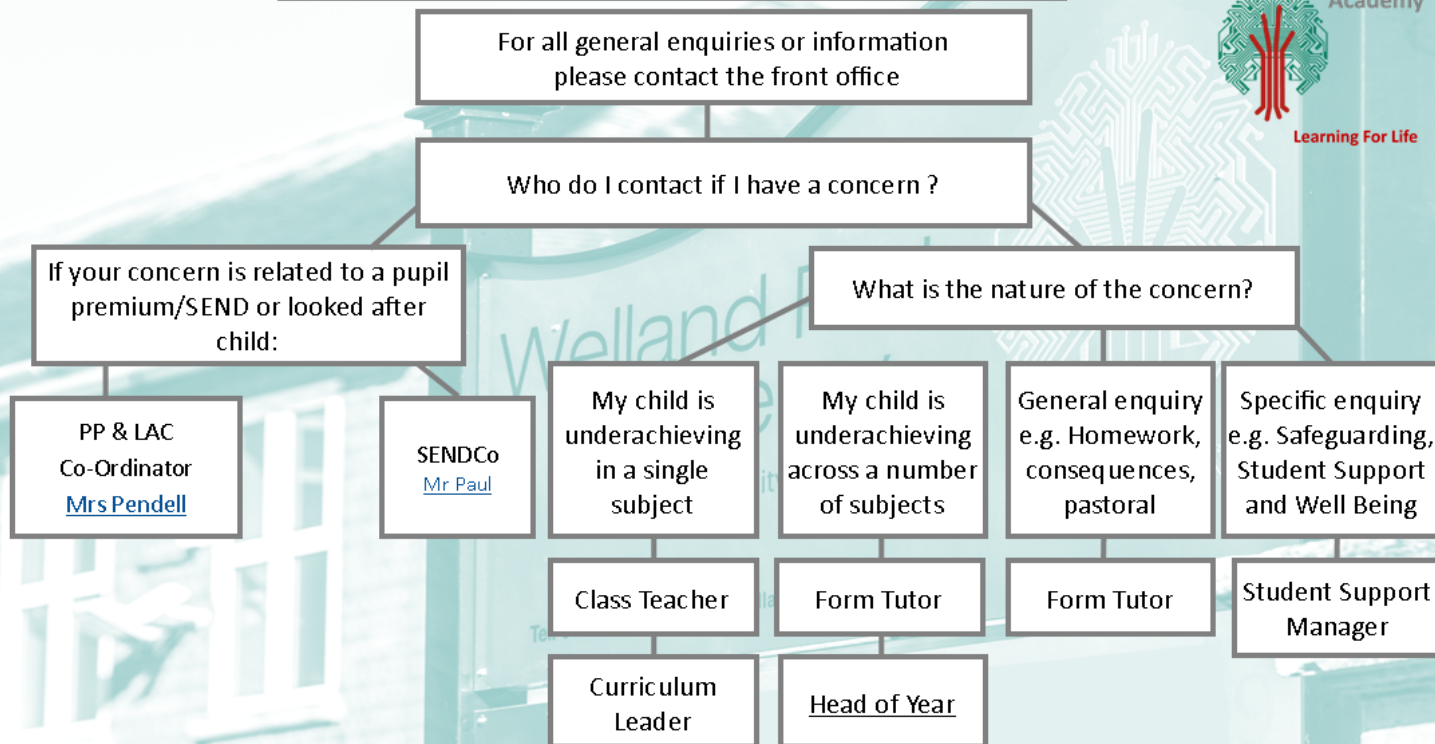 Academy
Learning For Life
For all general enquiries or information
please contact the front office
Who do I contact if I have a concern ?
If your concern is related to a pupil
premium/SEND or looked after
child:
What is the nature of the concern?
PP & LAC
Co-Ordinator
Mrs Pendell
SENDCo
Mr Paul
My child is
underachieving
in a single
subject
My child is
underachieving
across a number
of subjects
General enquiry
e.g. Homework,
consequences,
pastoral
Specific enquiry
e.g. Safeguarding,
Student Support
and Well Being
Class Teacher
Form Tutor
Form Tutor
Student Support
Manager
Curriculum
Leader
Head of Year
Welland